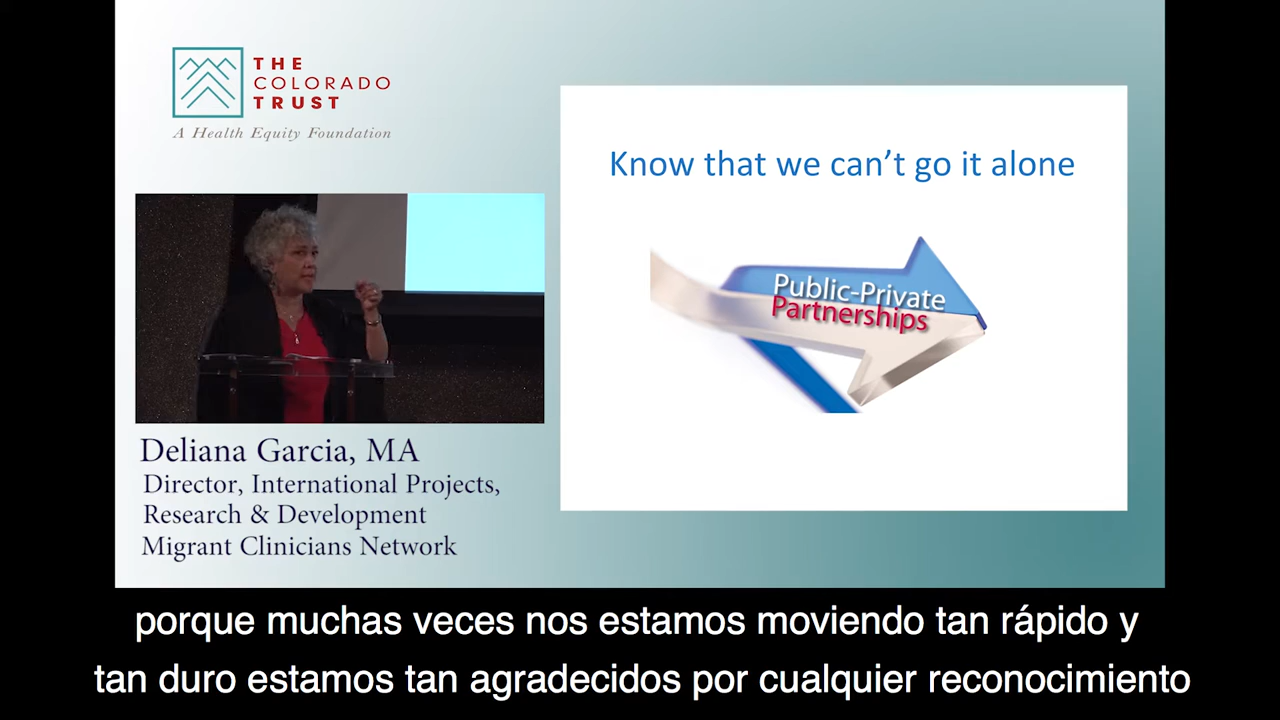 THE
COLORADO
TRUST
A Health Equity Foundation
Know that we can't go it alone
Public-Private
Partnerships
Deliana Garcia, MA
Director, International Projects,
Research & Development
Migrant Clinicians Network
porque muchas veces nos estamos moviendo tan rápido y
tan duro estamos tan agradecidos por cualquier reconocimiento